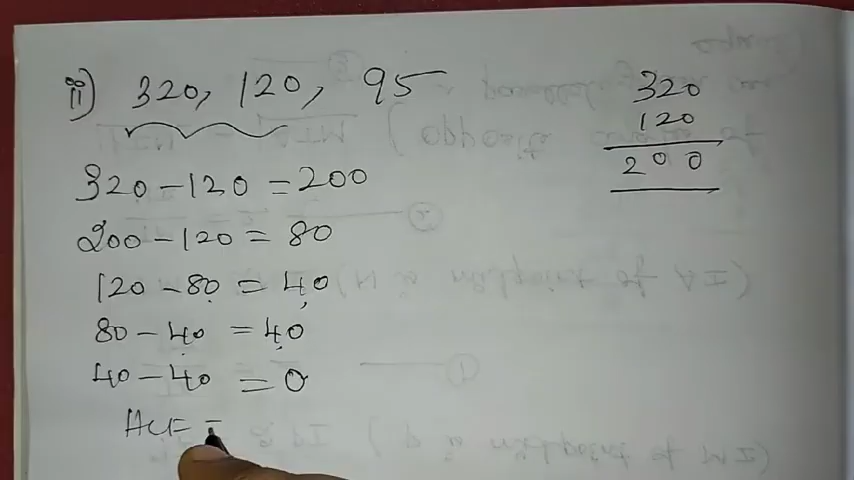 ii) 320, 120, 95
320
120
200
320 - 120 = 200
200 - 120 = 80
120 - 80 = 40
80 - 40 = 40
40 - 40 = 0
HCF =